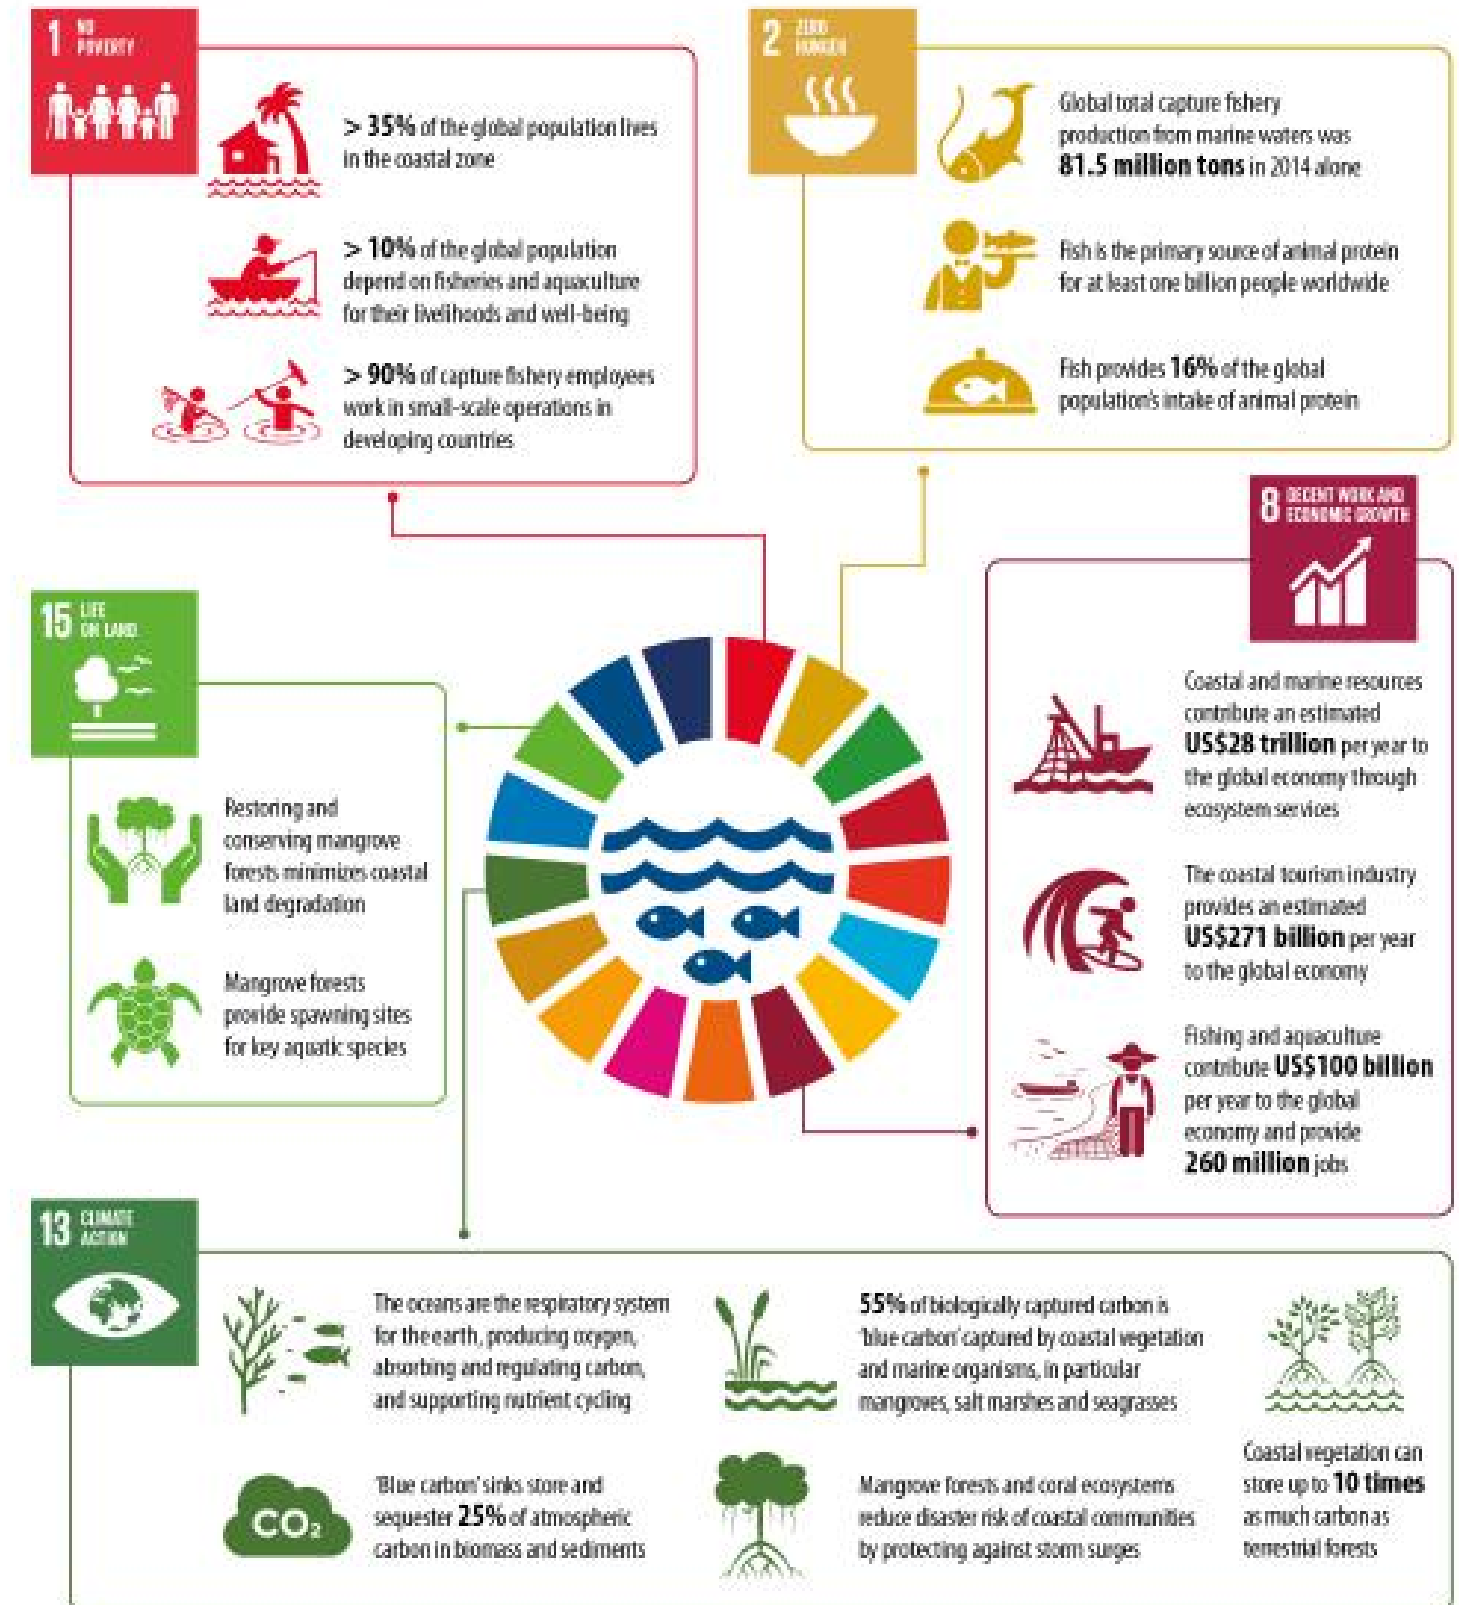 1 NO
POVERTY
> 35% of the global population lives
in the coastal zone
> 10% of the global population
depend on fisheries and aquaculture
for their livelihoods and well-being
> 90% of capture fishery employees
work in small-scale operations in
developing countries
2 ZERO
HUNGER
Global total capture fishery
production from marine waters was
81.5 million tons in 2014 alone
Fish is the primary source of animal protein
for at least one billion people worldwide
Fish provides 16% of the global
population's intake of animal protein
8 DECENT WORK AND
ECONOMIC GROWTH
Coastal and marine resources
contribute an estimated
US$28 trillion per year to
the global economy through
ecosystem services
The coastal tourism industry
provides an estimated
US$271 billion per year
to the global economy
Fishing and aquaculture
contribute US$100 billion
per year to the global
economy and provide
260 million jobs
15 LIFE
ON LAND
Restoring and
conserving mangrove
forests minimizes coastal
land degradation
Mangrove forests
provide spawning sites
for key aquatic species
13 CLIMATE
ACTION
The oceans are the respiratory system
for the earth, producing oxygen,
absorbing and regulating carbon,
and supporting nutrient cycling
CO2
'Blue carbon' sinks store and
sequester 25% of atmospheric
carbon in biomass and sediments
55% of biologically captured carbon is
'blue carbon' captured by coastal vegetation
and marine organisms, in particular
mangroves, salt marshes and seagrasses
Mangrove forests and coral ecosystems
reduce disaster risk of coastal communities
by protecting against storm surges
Coastal vegetation can
store up to 10 times
as much carbon as
terrestrial forests